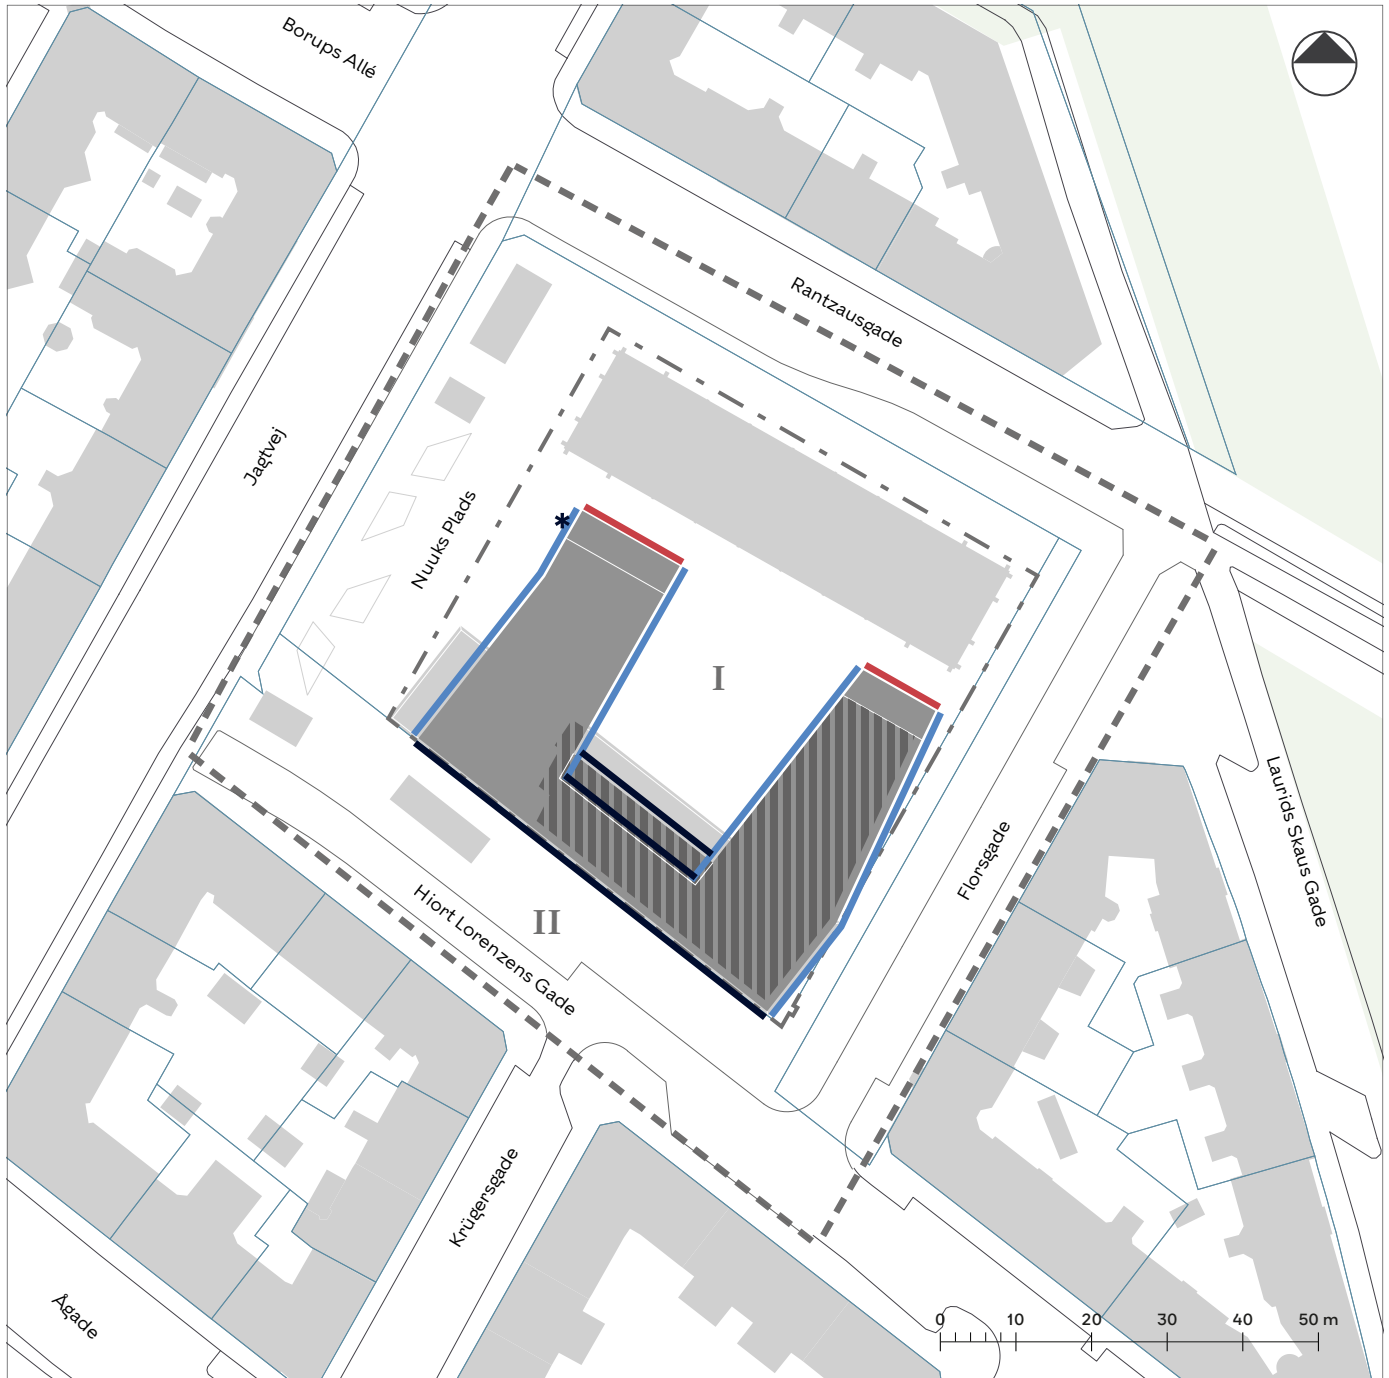 Borups Allé
Rantzausgade
Jagtvej
Nuuks Plads
*
I
II
Hiort Lorenzens Gade
Florsgade
Laurids Skaus Gade
Krügersgade
Ågade
0 10 20 30 40 50 m